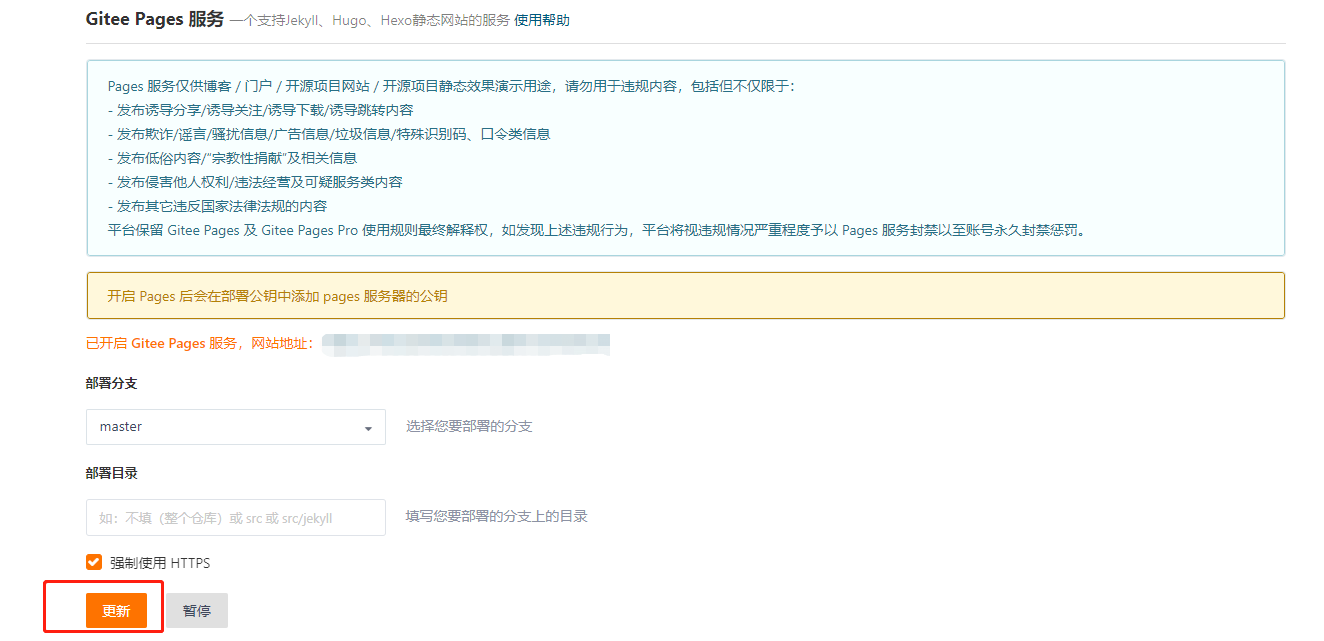 Gitee Pages 服务 一个支持Jekyll、Hugo、Hexo静态网站的服务 使用帮助
Pages 服务仅供博客 / 门户 / 开源项目网站 / 开源项目静态效果演示用途，请勿用于违规内容，包括但不仅限于：
- 发布诱导分享/诱导关注/诱导下载/诱导跳转内容
- 发布欺诈/谣言/骚扰信息/广告信息/垃圾信息/特殊识别码、口令类信息
- 发布低俗内容/“宗教性捐献”及相关信息
- 发布侵害他人权利/违法经营及可疑服务类内容
- 发布其它违反国家法律法规的内容
平台保留 Gitee Pages 及 Gitee Pages Pro 使用规则最终解释权，如发现上述违规行为，平台将视违规情况严重程度予以 Pages 服务封禁以至账号永久封禁惩罚。
开启 Pages 后会在部署公钥中添加 pages 服务器的公钥
已开启 Gitee Pages 服务，网站地址：
部署分支
master 选择您要部署的分支
部署目录
如：不填（整个仓库）或 src 或 src/jekyll 填写您要部署的分支上的目录
强制使用 HTTPS
更新 暂停